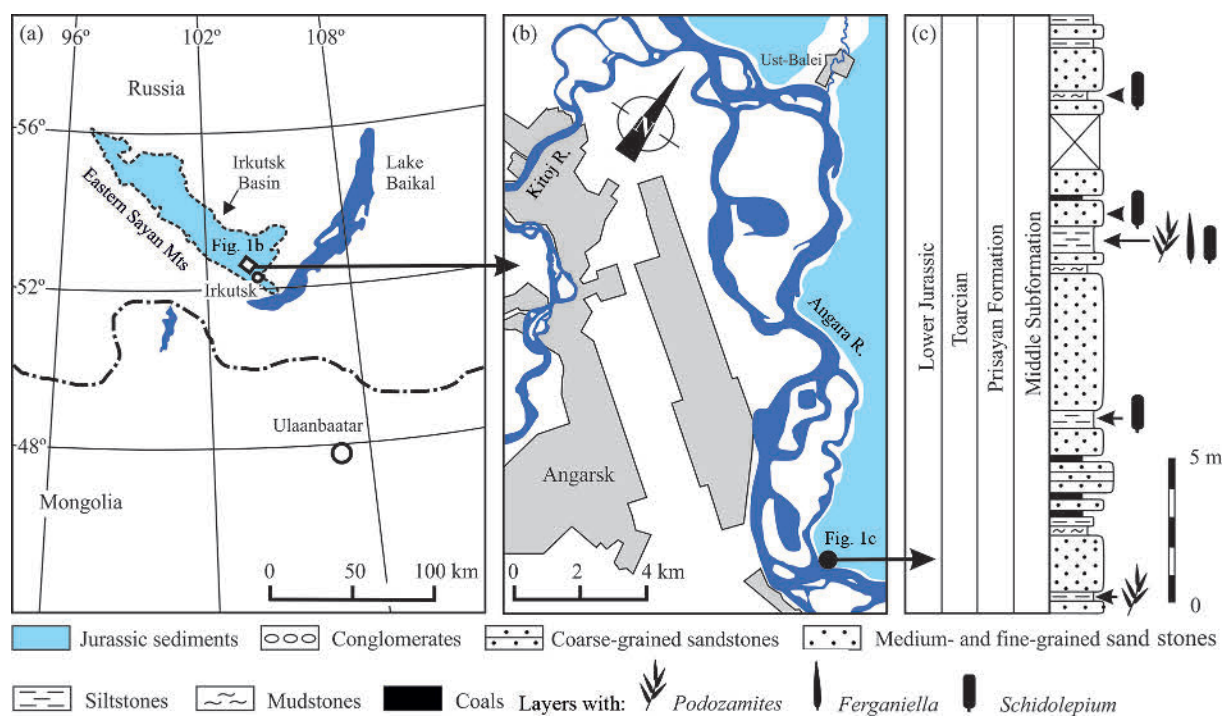 (a)
96º
102º
108º
Russia
56º
Irkutsk
Basin
Lake
Baikal
Eastern Sayan Mts
Fig. 1b
52º
Irkutsk
Ulaanbaatar
48º
Mongolia
0 50 100 km
(b)
Ust-Balei
N
Kitoj R.
Angara R.
Angarsk
Fig. 1c
0 2 4 km
(c)
Lower Jurassic
Toarcian
Prisayan Formation
Middle Subformation
5 m
0
Jurassic sediments Conglomerates Coarse-grained sandstones Medium- and fine-grained sand stones
Siltstones Mudstones Coals Layers with: Podozamites Ferganiella Schidolepium